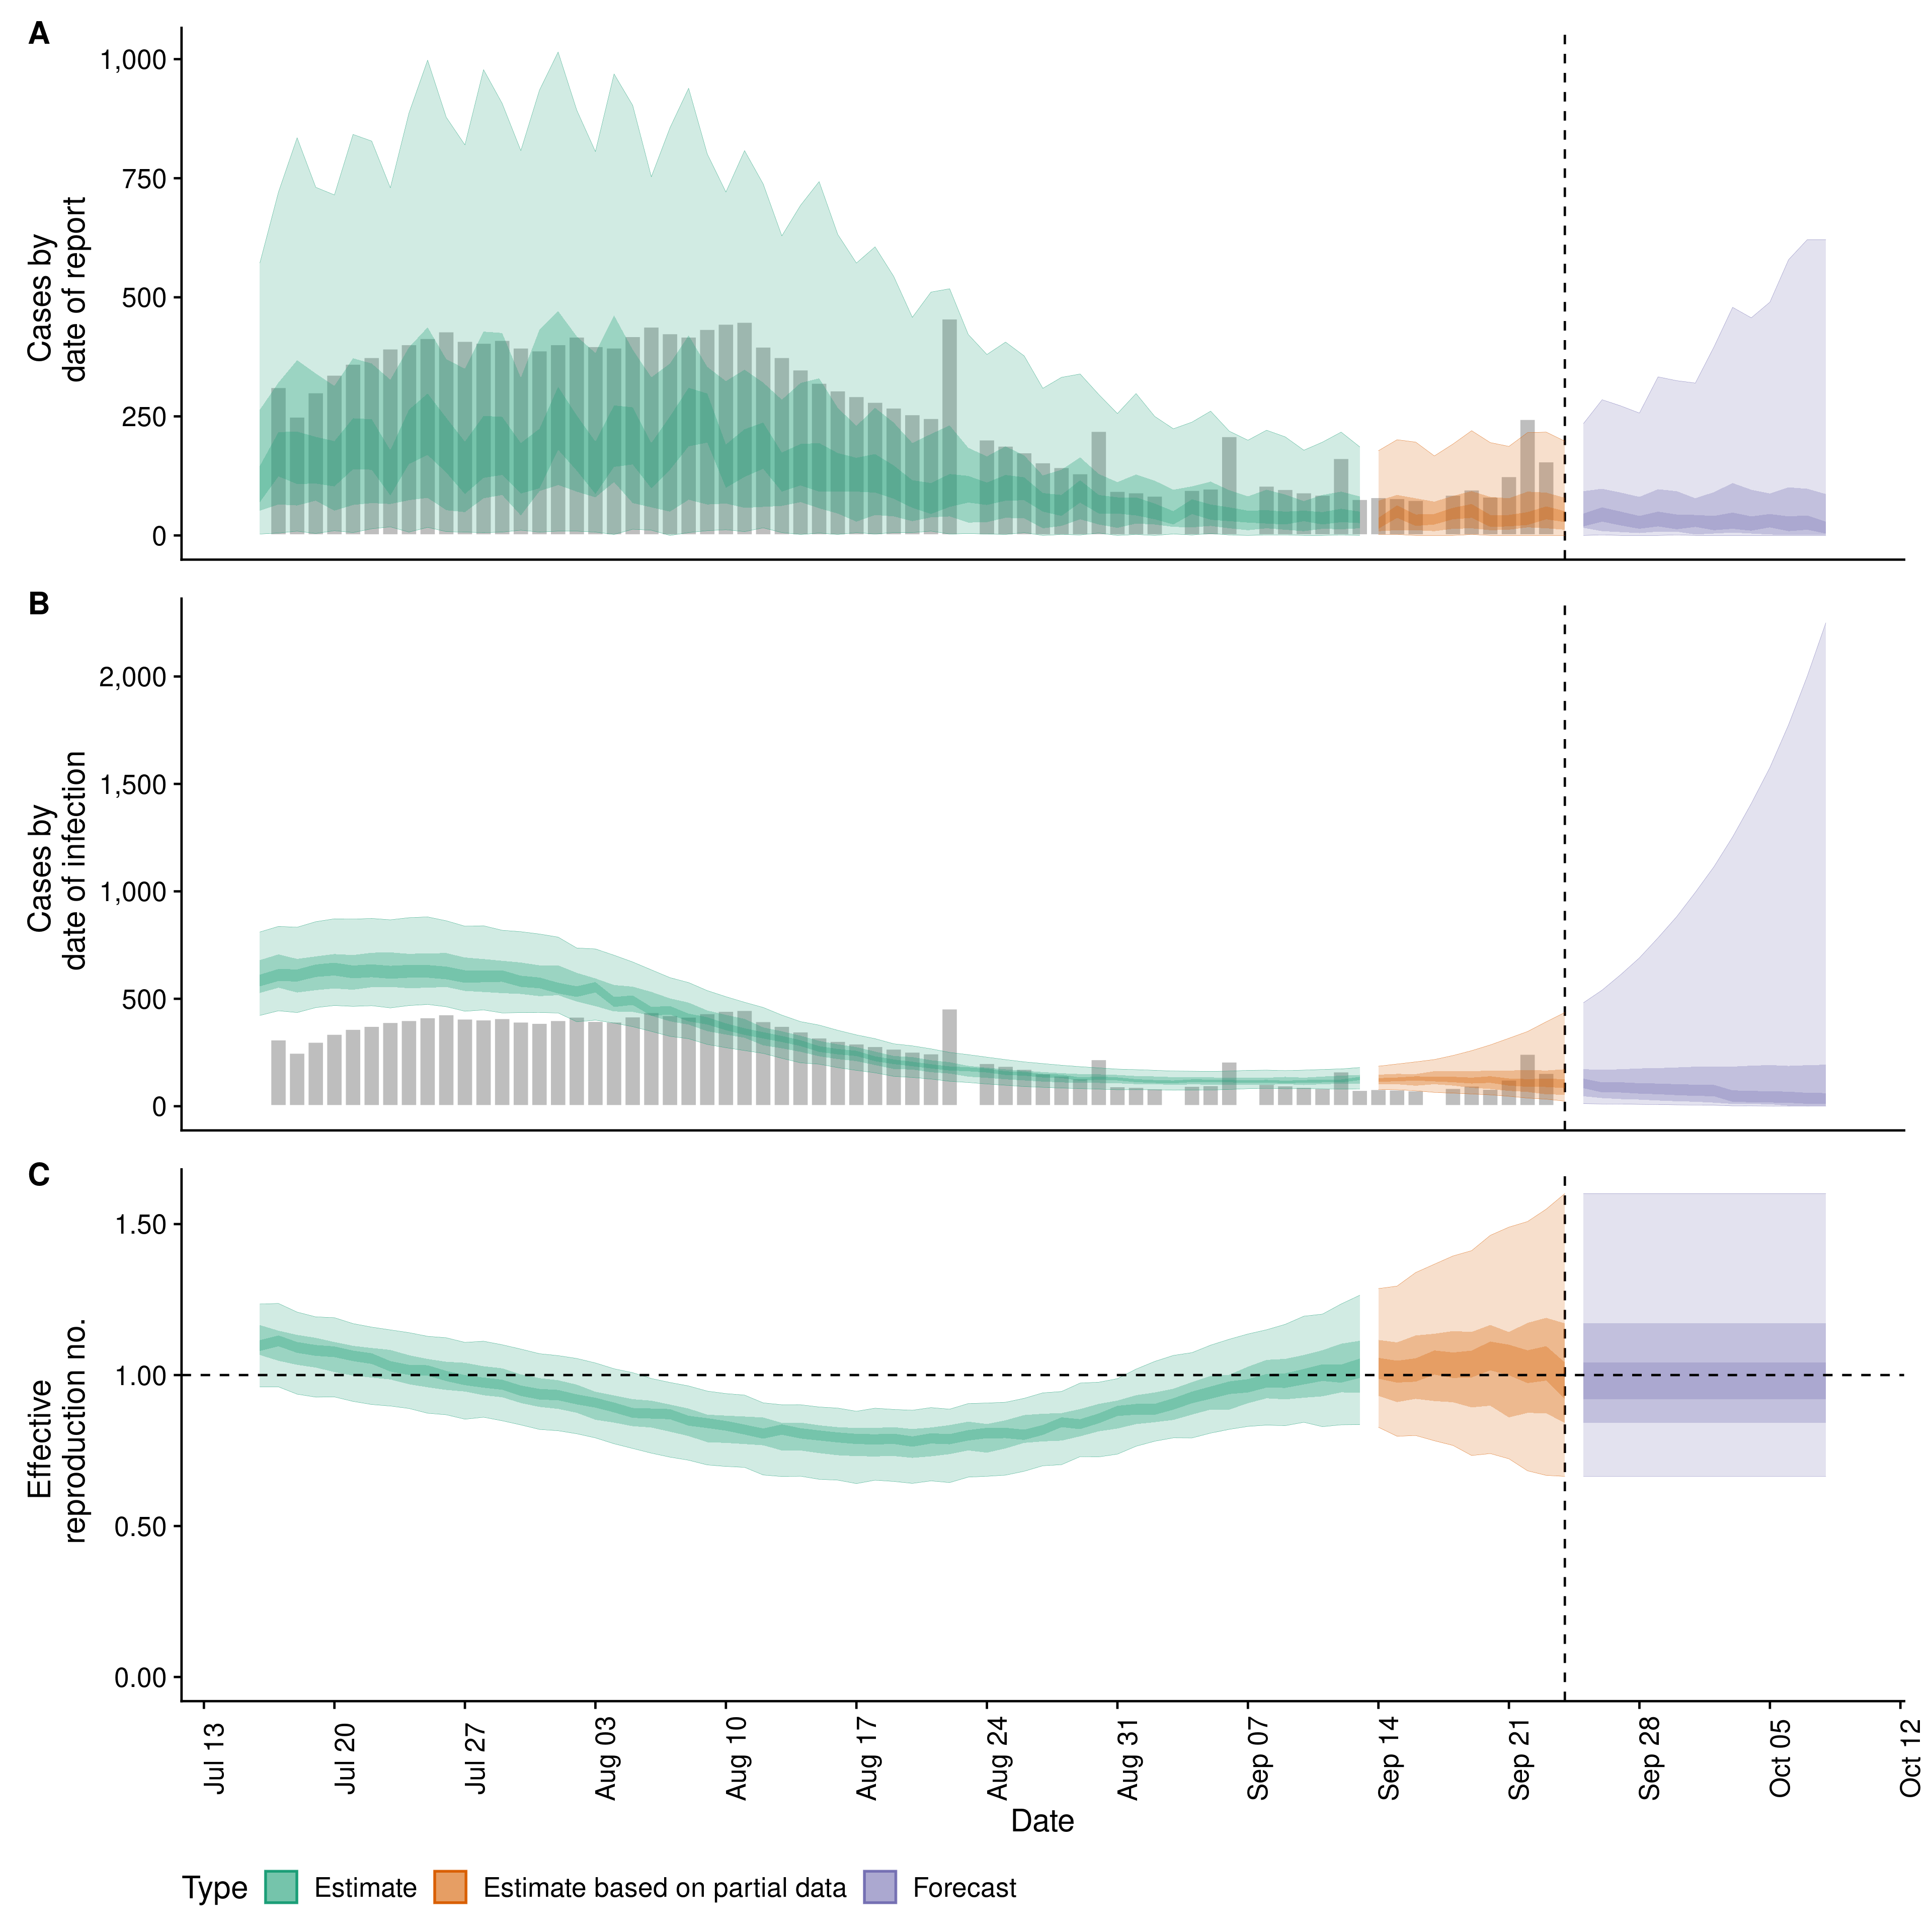 A
Cases by
date of report
1,000
750
500
250
0
B
Cases by
date of infection
2,000
1,500
1,000
500
0
C
Effective
reproduction no.
1.50
1.00
0.50
0.00
Jul 13
Jul 20
Jul 27
Aug 03
Aug 10
Aug 17
Aug 24
Aug 31
Sep 07
Sep 14
Sep 21
Sep 28
Oct 05
Oct 12
Date
Type Estimate Estimate based on partial data Forecast